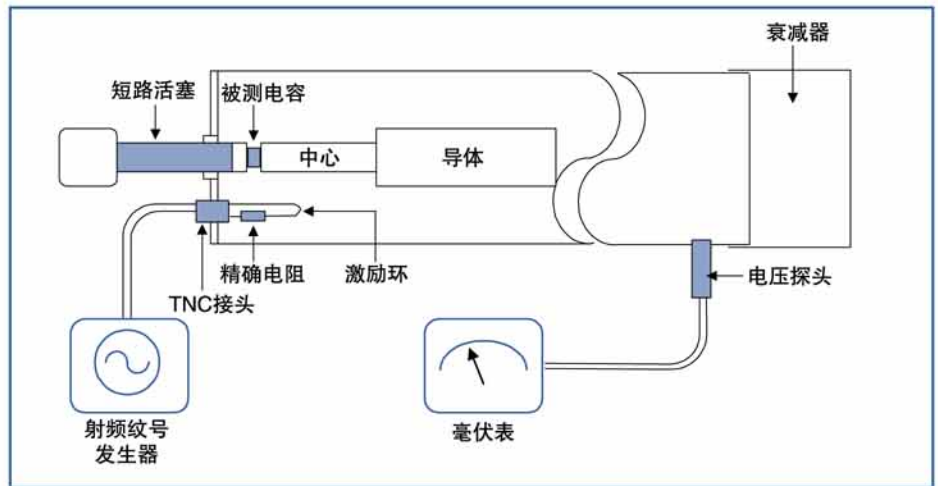 衰减器
短路活塞
被测电容
中心
导体
精确电阻
激励环
电压探头
TNC接头
射频纹号
发生器
毫伏表